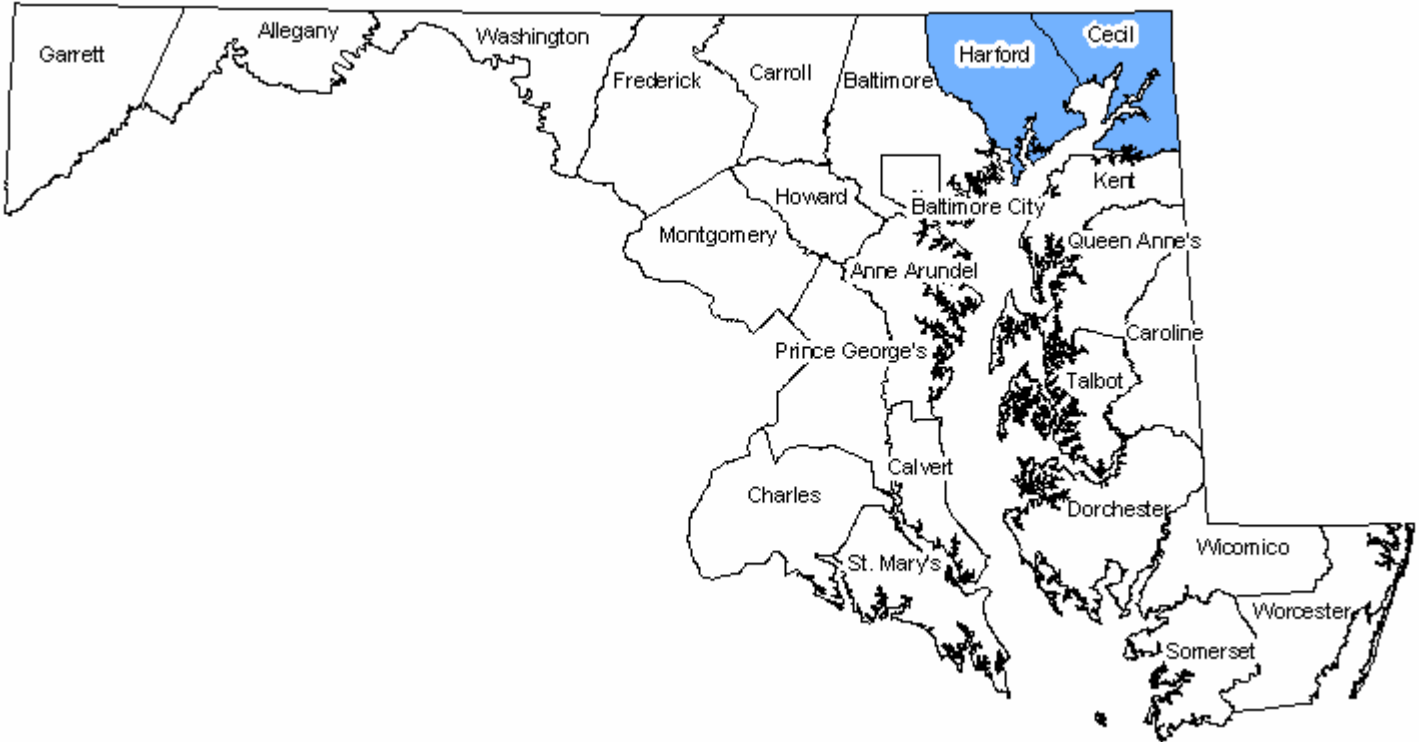 Garrett
Allegany
Washington
Frederick
Carroll
Baltimore
Harford
Cecil
Kent
Howard
Baltimore City
Montgomery
Queen Anne's
Anne Arundel
Caroline
Prince George's
Talbot
Calvert
Charles
Dorchester
Wicomico
St. Mary's
Worcester
Somerset